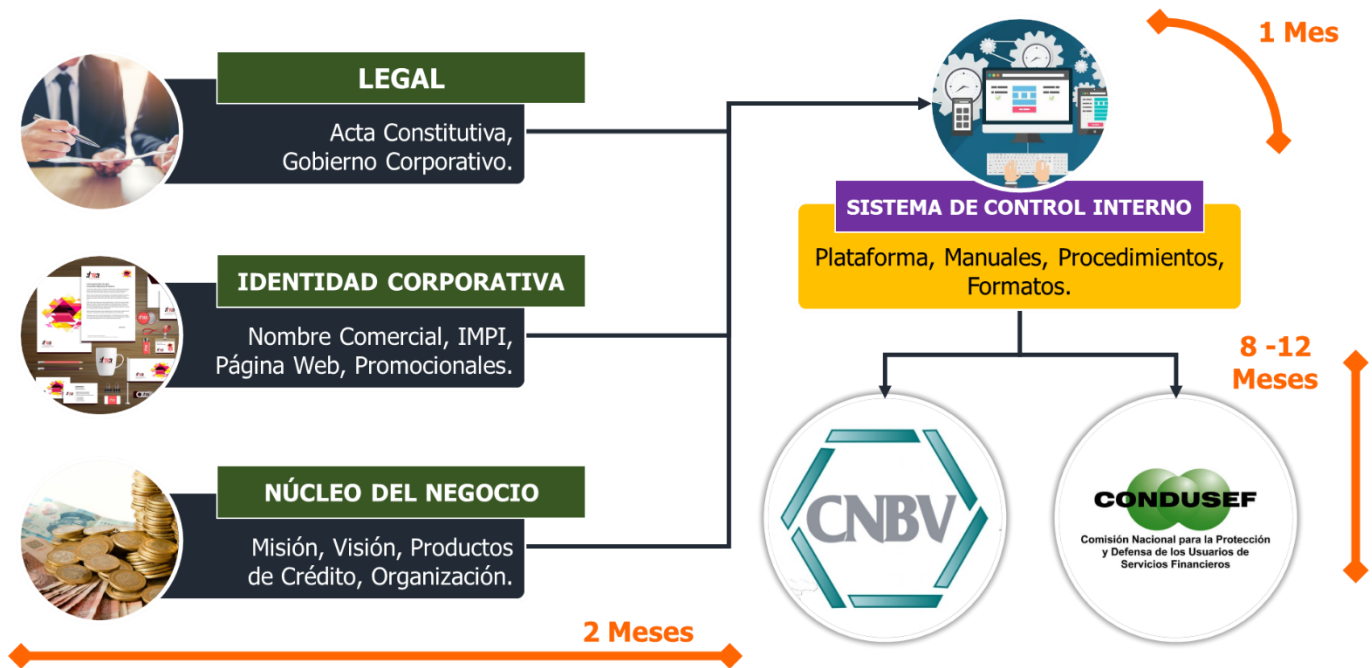 LEGAL
Acta Constitutiva,
Gobierno Corporativo.
IDENTIDAD CORPORATIVA
Nombre Comercial, IMPI,
Página Web, Promocionales.
NÚCLEO DEL NEGOCIO
Misión, Visión, Productos
de Crédito, Organización.
2 Meses
1 Mes
SISTEMA DE CONTROL INTERNO
Plataforma, Manuales, Procedimientos,
Formatos.
8 -12
Meses
CNBV
CONDUSEF
Comisión Nacional para la Protección
y Defensa de los Usuarios de
Servicios Financieros